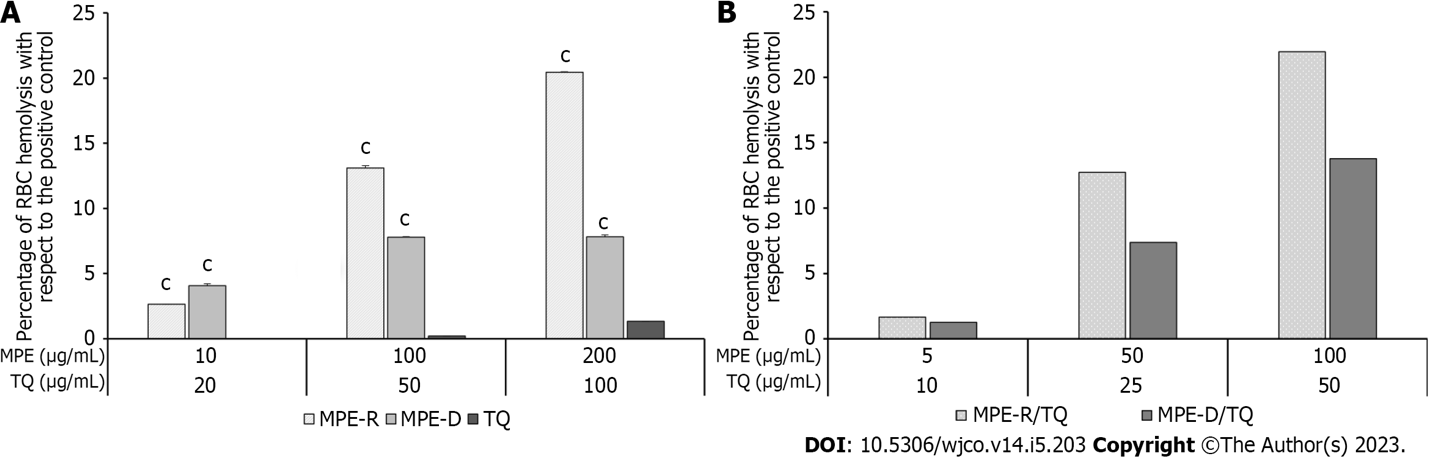 A
Percentage of RBC hemolysis with
respect to the positive control
25
20
15
10
5
0
c
c
c
c
c
c
MPE (µg/mL) 10 100 200
TQ (µg/mL) 20 50 100
MPE-R MPE-D TQ
B
Percentage of RBC hemolysis with
respect to the positive control
25
20
15
10
5
0
MPE (µg/mL) 5 50 100
TQ (µg/mL) 10 25 50
MPE-R/TQ MPE-D/TQ
DOI: 10.5306/wjco.v14.i5.203 Copyright ©The Author(s) 2023.